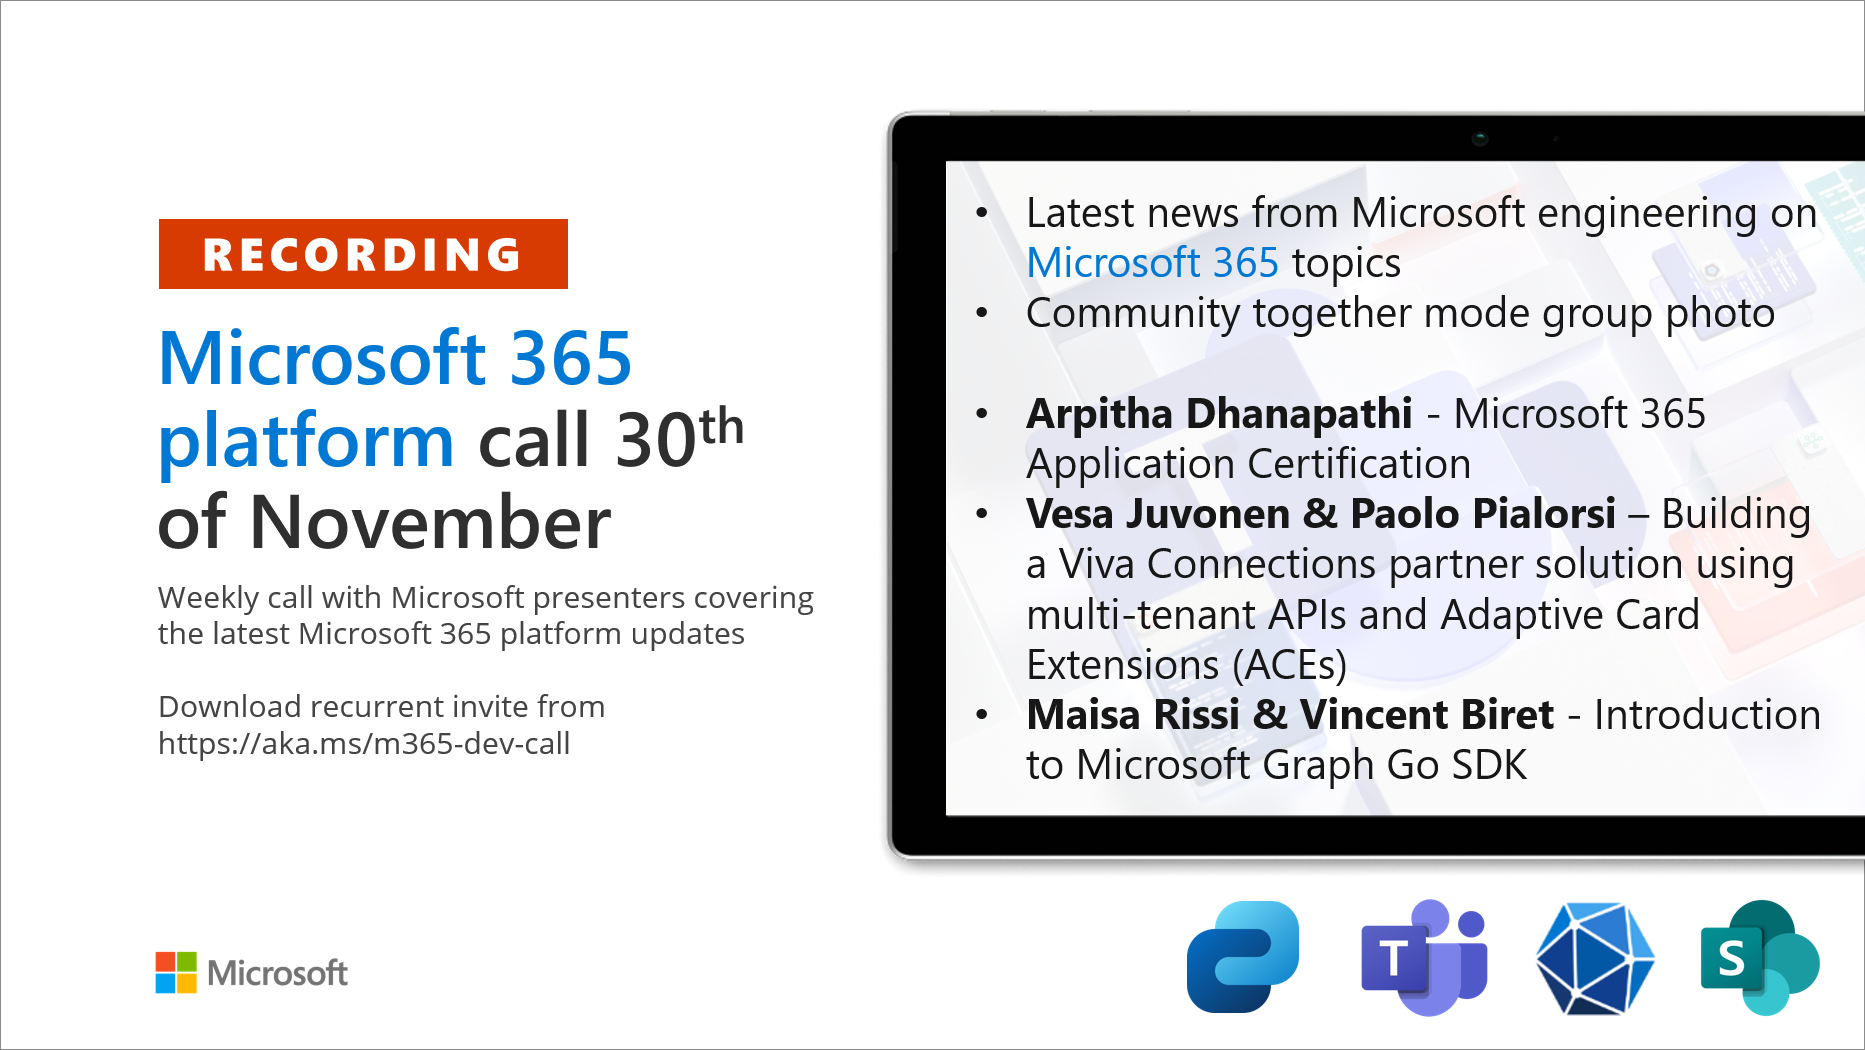 RECORDING
Microsoft 365
platform call 30th
of November
Weekly call with Microsoft presenters covering
the latest Microsoft 365 platform updates
Download recurrent invite from
https://aka.ms/m365-dev-call
Microsoft
• Latest news from Microsoft engineering on
Microsoft 365 topics
• Community together mode group photo
• Arpitha Dhanapathi - Microsoft 365
Application Certification
• Vesa Juvonen & Paolo Pialorsi – Building
a Viva Connections partner solution using
multi-tenant APIs and Adaptive Card
Extensions (ACEs)
• Maisa Rissi & Vincent Biret - Introduction
to Microsoft Graph Go SDK
T
S